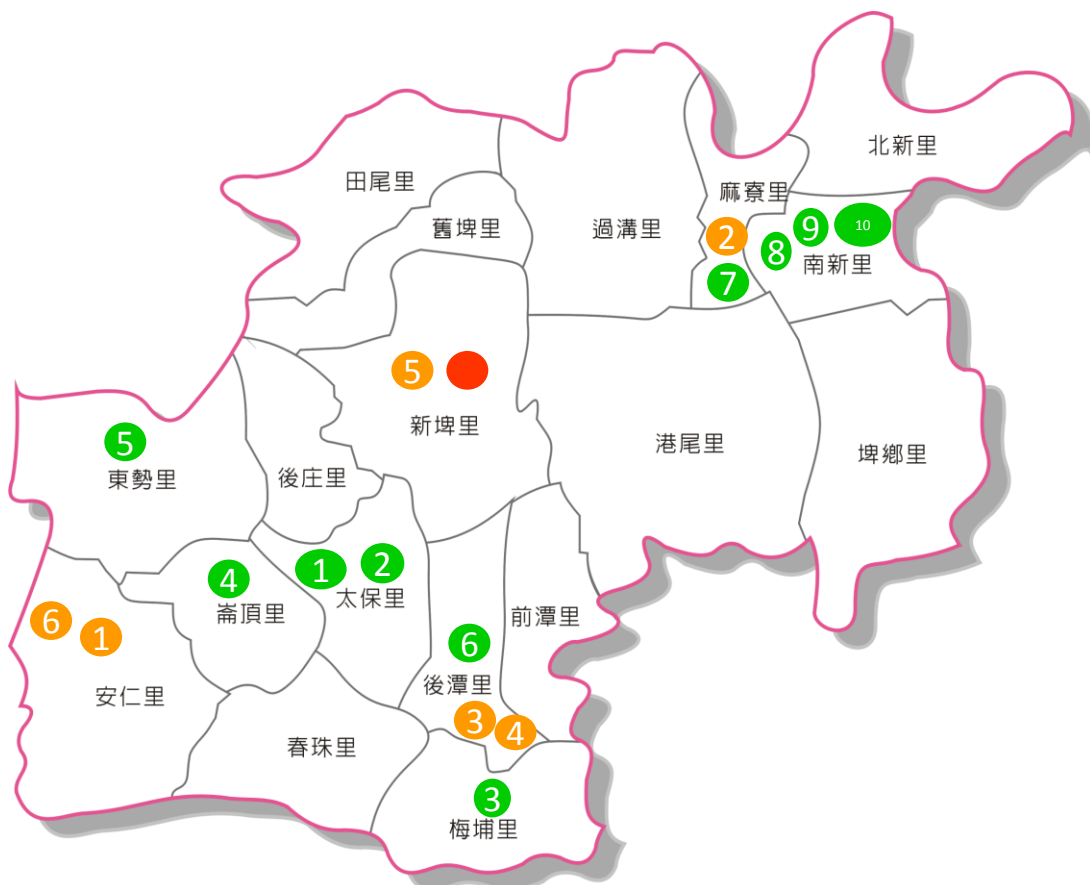 北新里
田尾里
麻寮里
舊埤里
過溝里
2
9
10
8
南新里
7
5
新埤里
港尾里
埤鄉里
5
東勢里
後庄里
1
2
太保里
4
崙頂里
前潭里
6
1
安仁里
6
後潭里
3
4
春珠里
3
梅埔里